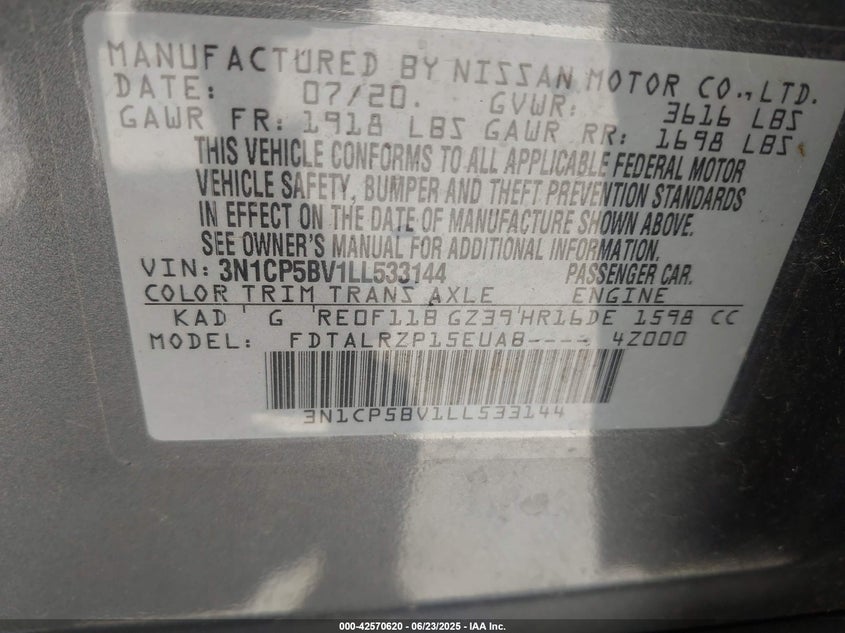 MANUFACTURED BY NISSAN MOTOR CO., LTD.
DATE: 07/20. GVWR: 3616 LBS
GAWR FR: 1918 LBS GAWR RR: 1698 LBS
THIS VEHICLE CONFORMS TO ALL APPLICABLE FEDERAL MOTOR
VEHICLE SAFETY, BUMPER AND THEFT PREVENTION STANDARDS
IN EFFECT ON THE DATE OF MANUFACTURE SHOWN ABOVE.
SEE OWNER'S MANUAL FOR ADDITIONAL INFORMATION.
VIN: 3N1CP5BV1LL533144 PASSENGER CAR.
COLOR TRIM TRANS AXLE ENGINE
KAD G RE0F11B GZ39 HR16DE 1598 CC
MODEL: FDTALRZP15EUAB---- 4Z000
3N1CP5BV1LL533144
000-42570620 - 06/23/2025 - IAA Inc.